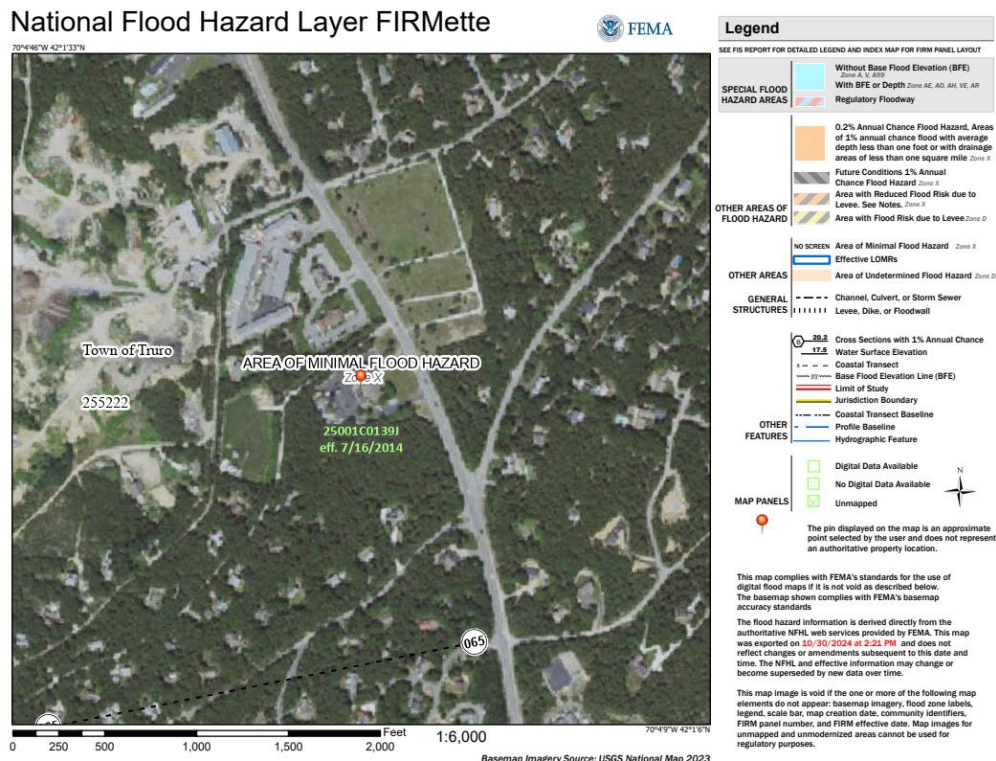 National Flood Hazard Layer FIRMette
FEMA
70°4'46"W 42°1'33"N
Town of Truro
255222
AREA OF MINIMAL FLOOD HAZARD
Zone X
25001C0139J
eff. 7/16/2014
065
70°4'9"W 42°1'6"N
0 250 500 1,000 1,500 2,000
Feet
1:6,000
Basemap Imagery Source: USGS National Map 2023
Legend
SEE FIS REPORT FOR DETAILED LEGEND AND INDEX MAP FOR FIRM PANEL LAYOUT
SPECIAL FLOOD
HAZARD AREAS
Without Base Flood Elevation (BFE)
Zone A, V, A99
With BFE or Depth Zone AE, AO, AH, VE, AR
Regulatory Floodway
OTHER AREAS OF
FLOOD HAZARD
0.2% Annual Chance Flood Hazard, Areas
of 1% annual chance flood with average
depth less than one foot or with drainage
areas of less than one square mile Zone X
Future Conditions 1% Annual
Chance Flood Hazard Zone X
Area with Reduced Flood Risk due to
Levee. See Notes. Zone X
Area with Flood Risk due to Levee Zone D
OTHER AREAS
NO SCREEN Area of Minimal Flood Hazard Zone X
Effective LOMRs
Area of Undetermined Flood Hazard Zone D
GENERAL
STRUCTURES
Channel, Culvert, or Storm Sewer
Levee, Dike, or Floodwall
OTHER
FEATURES
B 20.2 Cross Sections with 1% Annual Chance
17.5 Water Surface Elevation
8 Coastal Transect
513 Base Flood Elevation Line (BFE)
Limit of Study
Jurisdiction Boundary
Coastal Transect Baseline
Profile Baseline
Hydrographic Feature
MAP PANELS
Digital Data Available
No Digital Data Available
Unmapped
N
The pin displayed on the map is an approximate
point selected by the user and does not represent
an authoritative property location.
This map complies with FEMA's standards for the use of
digital flood maps if it is not void as described below.
The basemap shown complies with FEMA's basemap
accuracy standards
The flood hazard information is derived directly from the
authoritative NFHL web services provided by FEMA. This map
was exported on 10/30/2024 at 2:21 PM and does not
reflect changes or amendments subsequent to this date and
time. The NFHL and effective information may change or
become superseded by new data over time.
This map image is void if the one or more of the following map
elements do not appear: basemap imagery, flood zone labels,
legend, scale bar, map creation date, community identifiers,
FIRM panel number, and FIRM effective date. Map images for
unmapped and unmodernized areas cannot be used for
regulatory purposes.